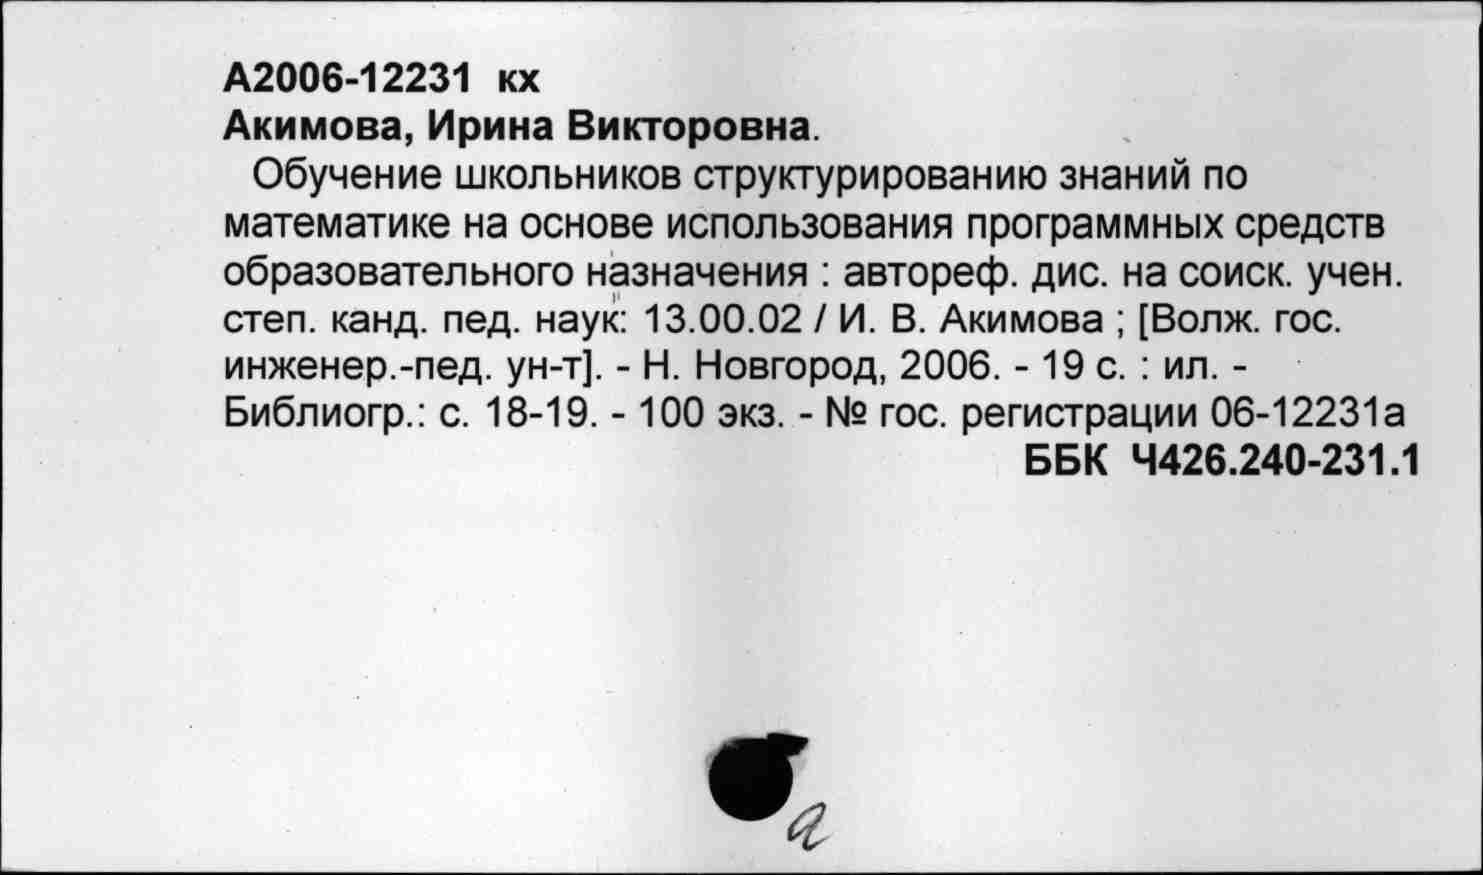 А2006-12231 кх
Акимова, Ирина Викторовна.
Обучение школьников структурированию знаний по
математике на основе использования программных средств
образовательного назначения : автореф. дис. на соиск. учен.
степ. канд. пед. наук: 13.00.02 / И. В. Акимова ; [Волж. гос.
инженер.-пед. ун-т]. - Н. Новгород, 2006. - 19 с. : ил. -
Библиогр.: с. 18-19. - 100 экз. - № гос. регистрации 06-12231а
ББК Ч426.240-231.1
а